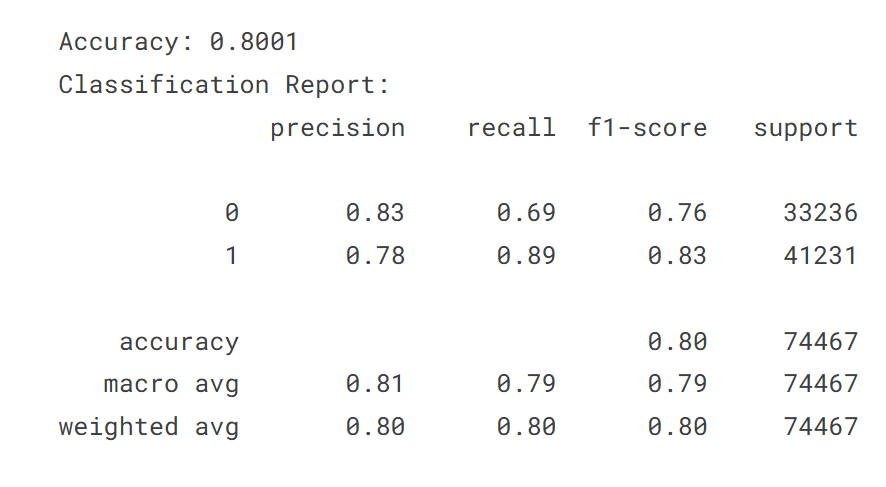 Accuracy: 0.8001
Classification Report:
precision recall f1-score support
0 0.83 0.69 0.76 33236
1 0.78 0.89 0.83 41231
accuracy 0.80 74467
macro avg 0.81 0.79 0.79 74467
weighted avg 0.80 0.80 0.80 74467